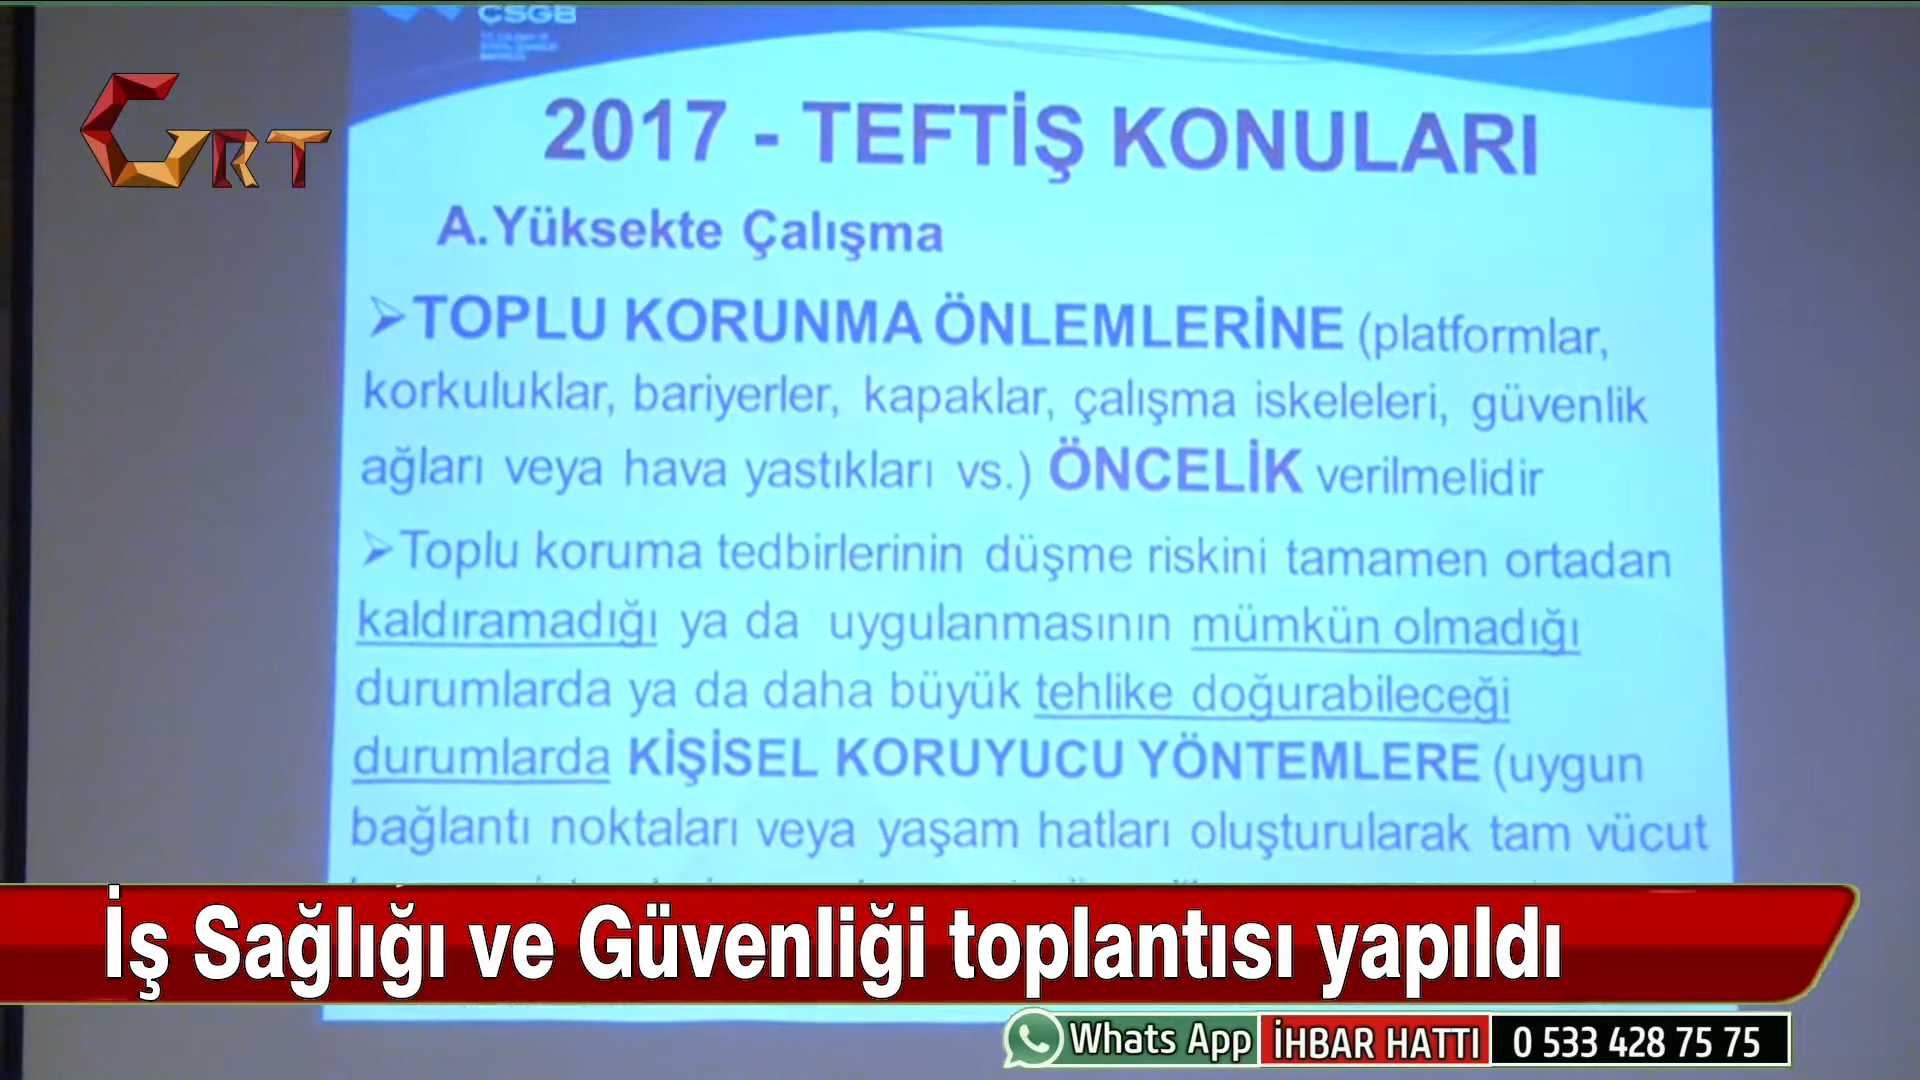 ÇSGB
GRT
2017 - TEFTİŞ KONULARI
A.Yüksekte Çalışma
➢TOPLU KORUNMA ÖNLEMLERİNE (platformlar,
korkuluklar, bariyerler, kapaklar, çalışma iskeleleri, güvenlik
ağları veya hava yastıkları vs.) ÖNCELİK verilmelidir
➢Toplu koruma tedbirlerinin düşme riskini tamamen ortadan
kaldıramadığı ya da uygulanmasının mümkün olmadığı
durumlarda ya da daha büyük tehlike doğurabileceği
durumlarda KİŞİSEL KORUYUCU YÖNTEMLERE (uygun
bağlantı noktaları veya yaşam hatları oluşturularak tam vücut
İş Sağlığı ve Güvenliği toplantısı yapıldı
Whats App İHBAR HATTI 0 533 428 75 75